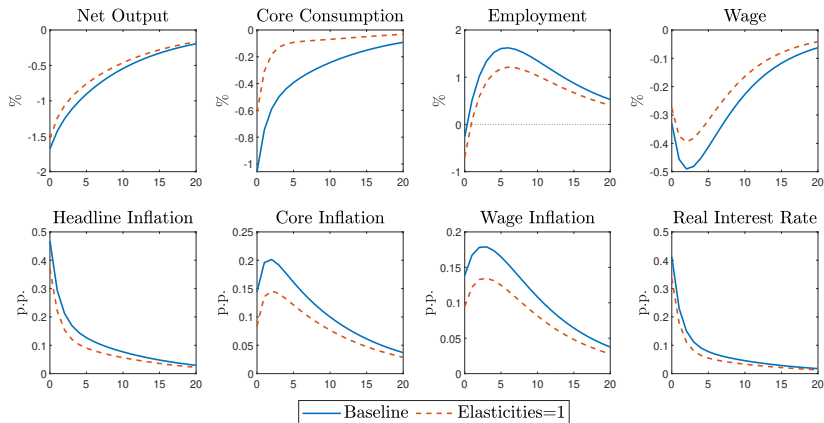 Net Output
Core Consumption
Employment
Wage
0
-0.5
-1
-1.5
-2
%
0 5 10 15 20
0
-0.2
-0.4
-0.6
-0.8
-1
%
0 5 10 15 20
2
1
0
-1
%
0 5 10 15 20
0
-0.1
-0.2
-0.3
-0.4
-0.5
%
0 5 10 15 20
Headline Inflation
Core Inflation
Wage Inflation
Real Interest Rate
0.5
0.4
0.3
0.2
0.1
0
p.p.
0 5 10 15 20
0.25
0.2
0.15
0.1
0.05
0
p.p.
0 5 10 15 20
0.2
0.15
0.1
0.05
0
p.p.
0 5 10 15 20
0.5
0.4
0.3
0.2
0.1
0
p.p.
0 5 10 15 20
Baseline Elasticities=1